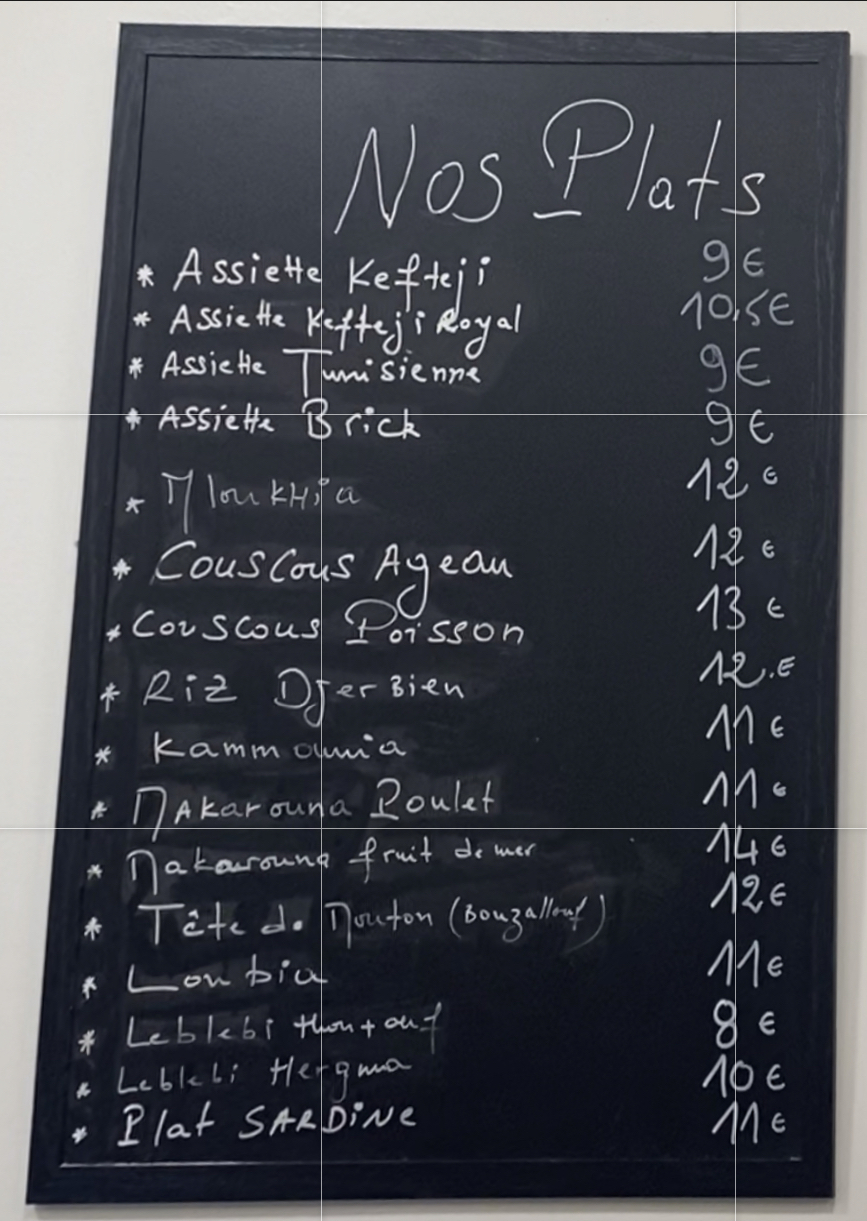 Nos Plats
* Assiette Kefteji 9€
* Assiette Kefteji Royal 10,5€
* Assiette Tunisienne 9€
* Assiette Brick 9€
* MlouKHia 12€
* Couscous Ageau 12€
* Couscous Poisson 13€
* Riz DjerBien 12.€
* Kammounia 11€
* Makarouna Poulet 11€
* Makarouna fruit de mer 14€
* Tête de Mouton (Bouzallouf) 12€
* Loubia 11€
* Leblebi thon + œuf 8€
* Leblebi Hergma 10€
* Plat SARDiNe 11€